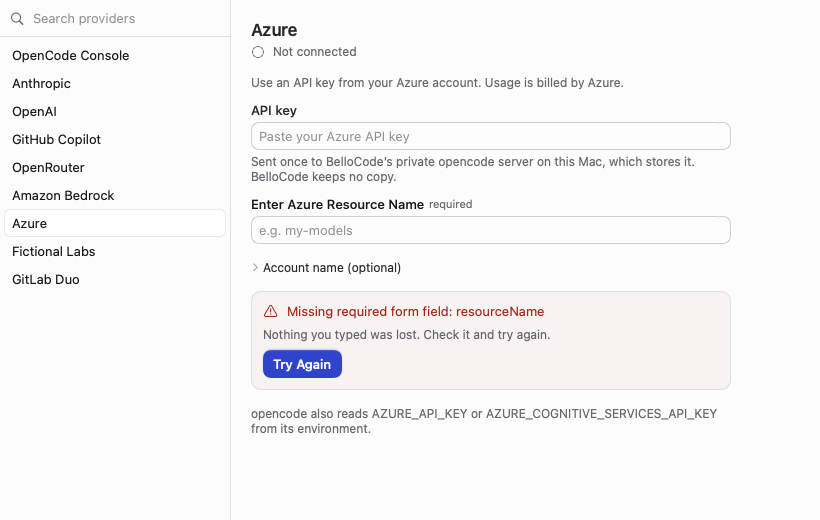 Search providers
OpenCode Console
Anthropic
OpenAI
GitHub Copilot
OpenRouter
Amazon Bedrock
Azure
Fictional Labs
GitLab Duo
Azure
Not connected
Use an API key from your Azure account. Usage is billed by Azure.
API key
Paste your Azure API key
Sent once to BelloCode’s private opencode server on this Mac, which stores it.
BelloCode keeps no copy.
Enter Azure Resource Name required
e.g. my-models
Account name (optional)
Missing required form field: resourceName
Nothing you typed was lost. Check it and try again.
Try Again
opencode also reads AZURE_API_KEY or AZURE_COGNITIVE_SERVICES_API_KEY
from its environment.